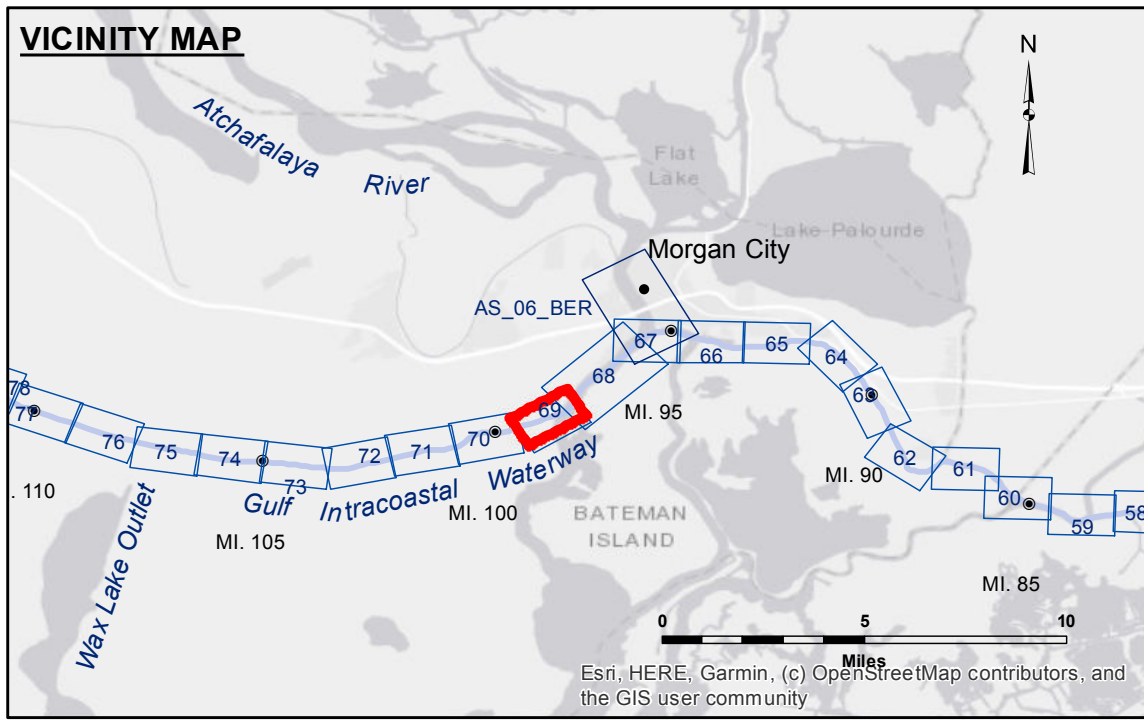 VICINITY MAP
N
Atchafalaya
River
Flat
Lake
Lake Palourde
Morgan City
AS_06_BER
67
66
65
64
63
68
69
MI. 95
78
77
76
75
74
73
72
71
70
62
61
60
59
58
MI. 90
. 110
Wax Lake Outlet
Gulf Intracoastal Waterway
MI. 105
MI. 100
BATEMAN
ISLAND
MI. 85
0 5 10
Miles
Esri, HERE, Garmin, (c) OpenStreetMap contributors, and
the GIS user community